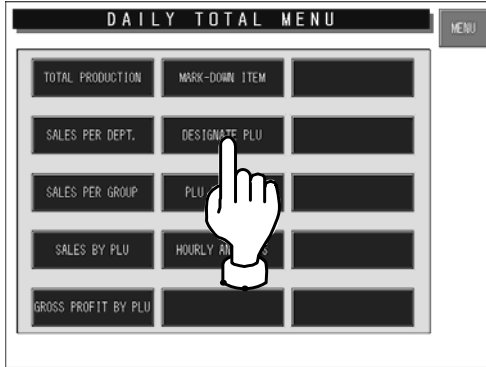 DAILY TOTAL MENU
MENU
TOTAL PRODUCTION
MARK-DOWN ITEM
SALES PER DEPT.
DESIGNATE PLU
SALES PER GROUP
PLU
SALES BY PLU
HOURLY
GROSS PROFIT BY PLU